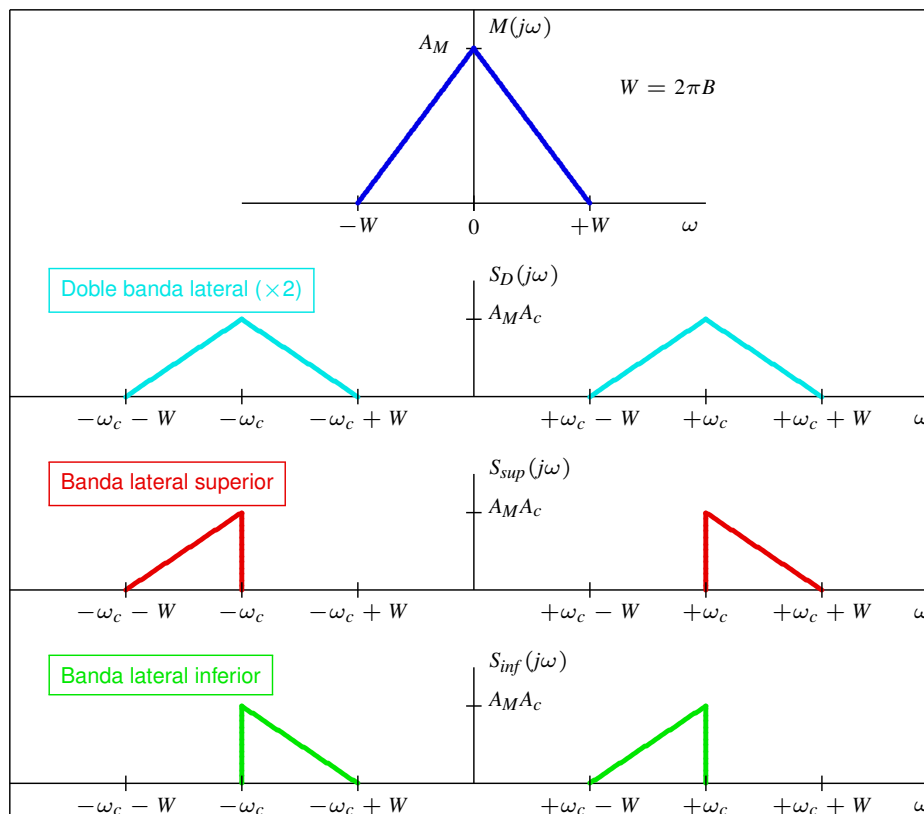 M(jω)
A_M
W = 2πB
−W 0 +W ω
S_D(jω)
Doble banda lateral (×2)
A_M A_c
−ω_c − W −ω_c −ω_c + W +ω_c − W +ω_c +ω_c + W ω
S_sup(jω)
Banda lateral superior
A_M A_c
−ω_c − W −ω_c −ω_c + W +ω_c − W +ω_c +ω_c + W ω
S_inf(jω)
Banda lateral inferior
A_M A_c
−ω_c − W −ω_c −ω_c + W +ω_c − W +ω_c +ω_c + W ω